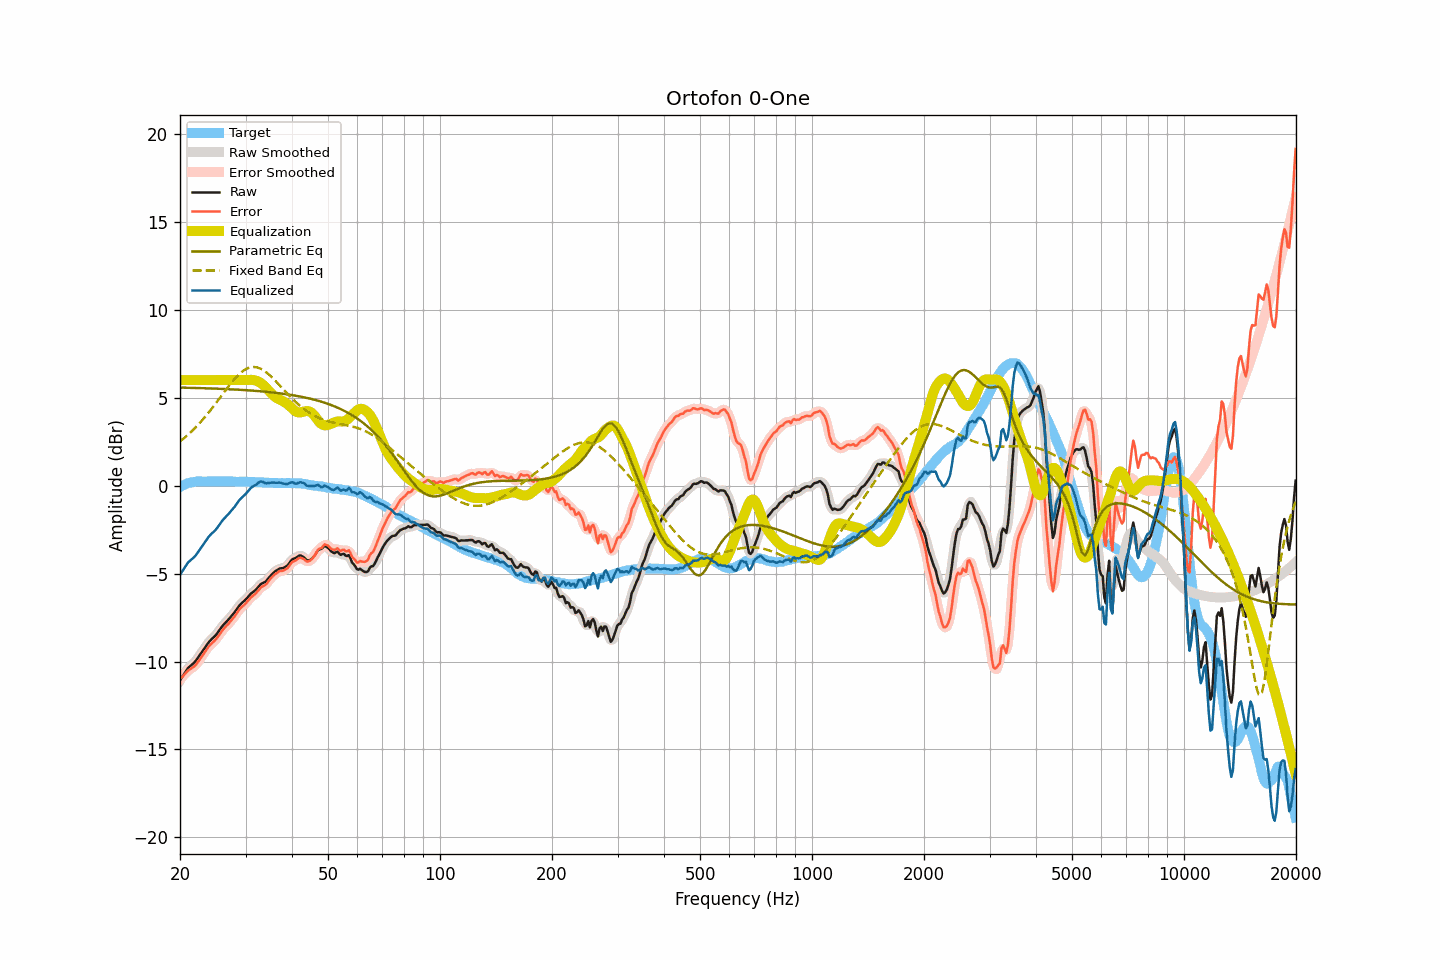 Ortofon 0-One
Target
Raw Smoothed
Error Smoothed
Raw
Error
Equalization
Parametric Eq
Fixed Band Eq
Equalized
20
15
10
5
0
−5
−10
−15
−20
Amplitude (dBr)
20
50
100
200
500
1000
2000
5000
10000
20000
Frequency (Hz)